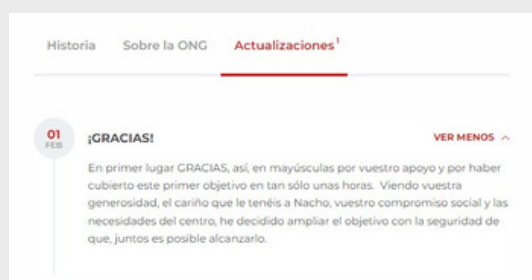 Historia Sobre la ONG Actualizaciones¹
01
FEB
¡GRACIAS!
VER MENOS
En primer lugar GRACIAS, así, en mayúsculas por vuestro apoyo y por haber
cubierto este primer objetivo en tan sólo unas horas. Viendo vuestra
generosidad, el cariño que le tenéis a Nacho, vuestro compromiso social y las
necesidades del centro, he decidido ampliar el objetivo con la seguridad de
que, juntos es posible alcanzarlo.